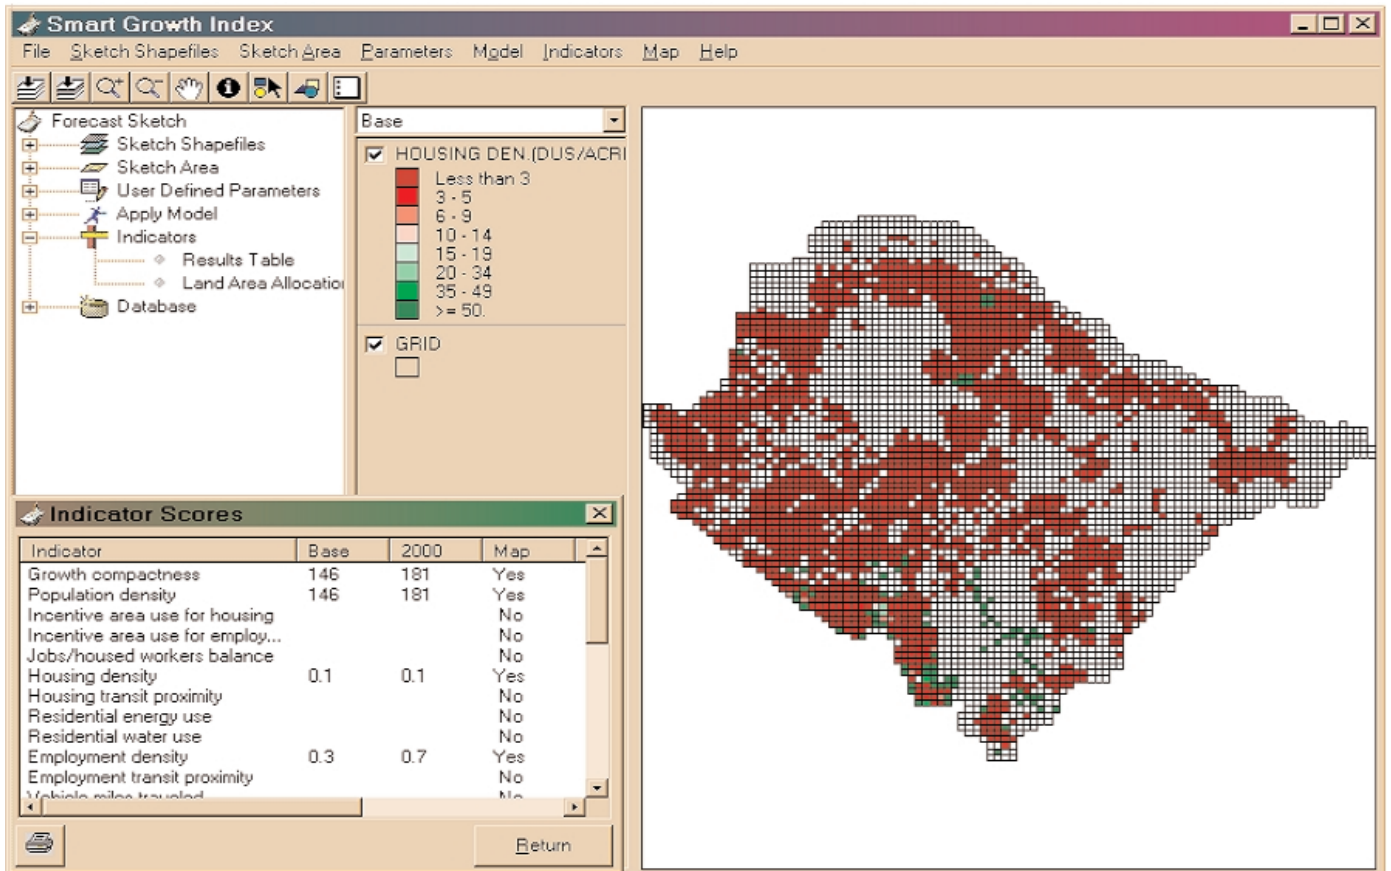 Smart Growth Index
File Sketch Shapefiles Sketch Area Parameters Model Indicators Map Help
Forecast Sketch
Sketch Shapefiles
Sketch Area
User Defined Parameters
Apply Model
Indicators
Results Table
Land Area Allocatio
Database
Base
HOUSING DEN.(DUS/ACRI
Less than 3
3 - 5
6 - 9
10 - 14
15 - 19
20 - 34
35 - 49
>= 50.
GRID
Indicator Scores
Indicator Base 2000 Map
Growth compactness 146 181 Yes
Population density 146 181 Yes
Incentive area use for housing No
Incentive area use for employ... No
Jobs/housed workers balance No
Housing density 0.1 0.1 Yes
Housing transit proximity No
Residential energy use No
Residential water use No
Employment density 0.3 0.7 Yes
Employment transit proximity No
Vehicle miles traveled No
Return